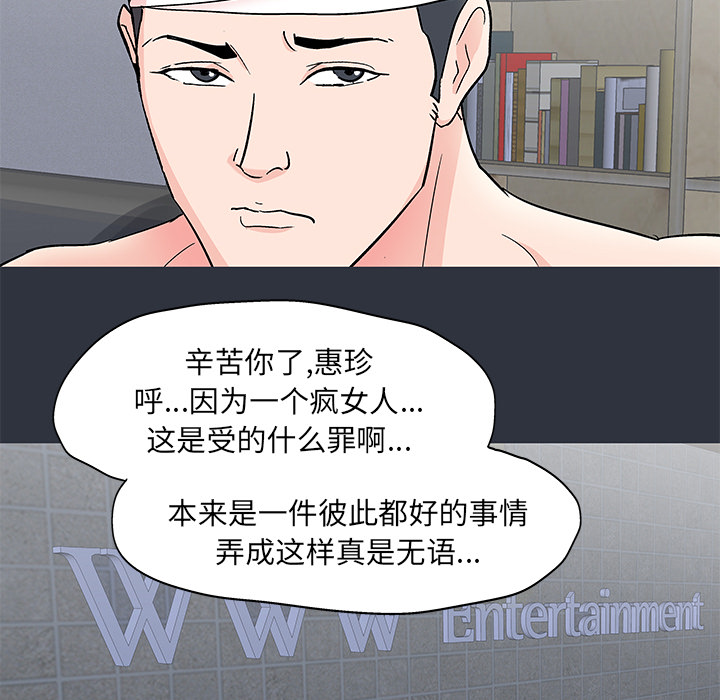 辛苦你了,惠珍
呼...因为一个疯女人...
这是受的什么罪啊...
本来是一件彼此都好的事情
弄成这样真是无语...
WWW Entertainment